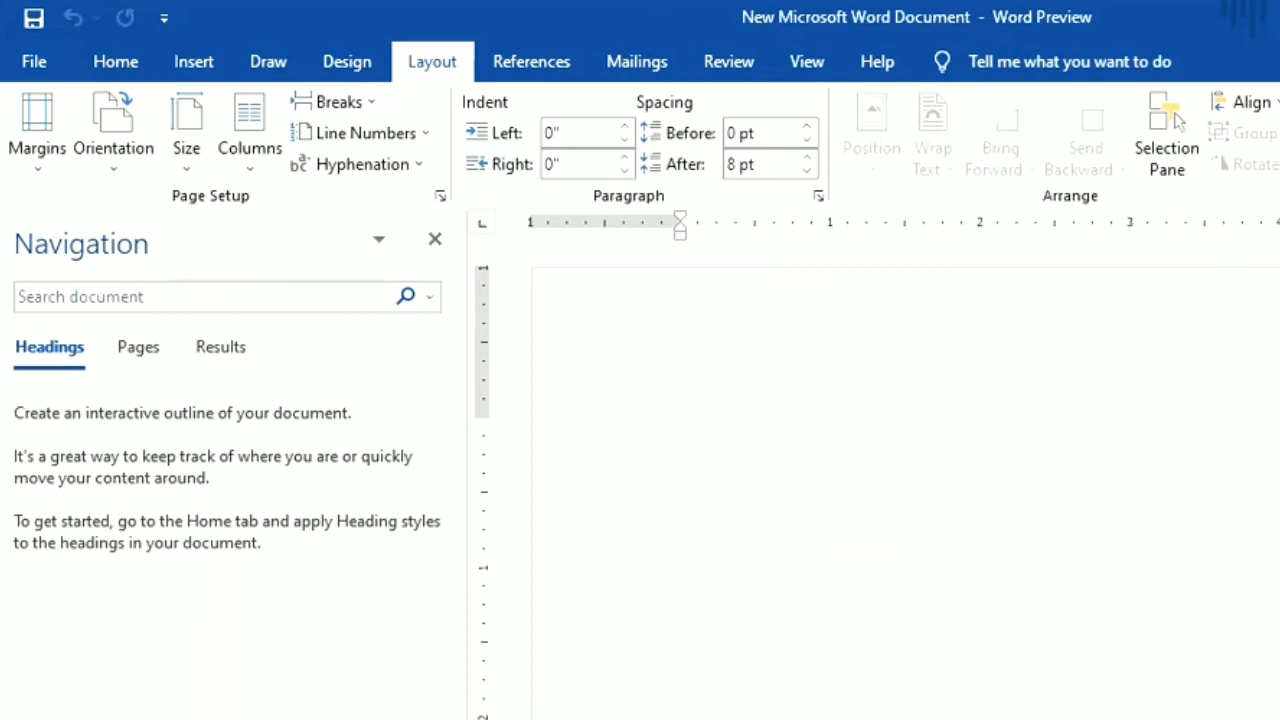 New Microsoft Word Document - Word Preview
File Home Insert Draw Design Layout References Mailings Review View Help Tell me what you want to do
Margins Orientation Size Columns
Breaks
Line Numbers
Hyphenation
Page Setup
Indent Spacing
Left: 0" Before: 0 pt
Right: 0" After: 8 pt
Paragraph
Position Wrap Text Bring Forward Send Backward Selection Pane
Align
Group
Rotate
Arrange
Navigation
Search document
Headings Pages Results
Create an interactive outline of your document.
It's a great way to keep track of where you are or quickly
move your content around.
To get started, go to the Home tab and apply Heading styles
to the headings in your document.
1 1 2 3 4
1
1
2